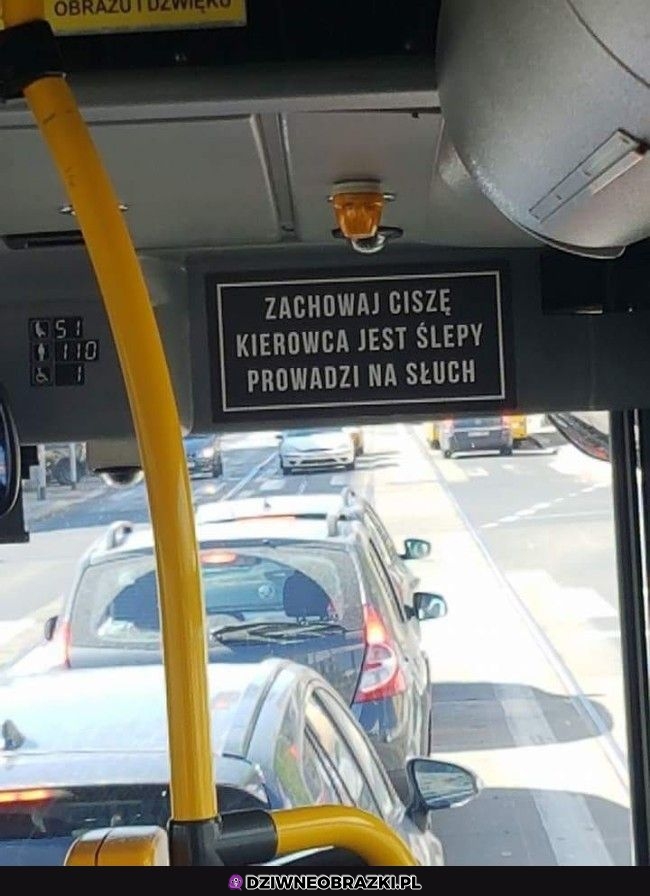 OBRAZU I DŹWIĘKU
ZACHOWAJ CISZĘ
KIEROWCA JEST ŚLEPY
PROWADZI NA SŁUCH
51
110
1
DZIWNEOBRAZKI.PL